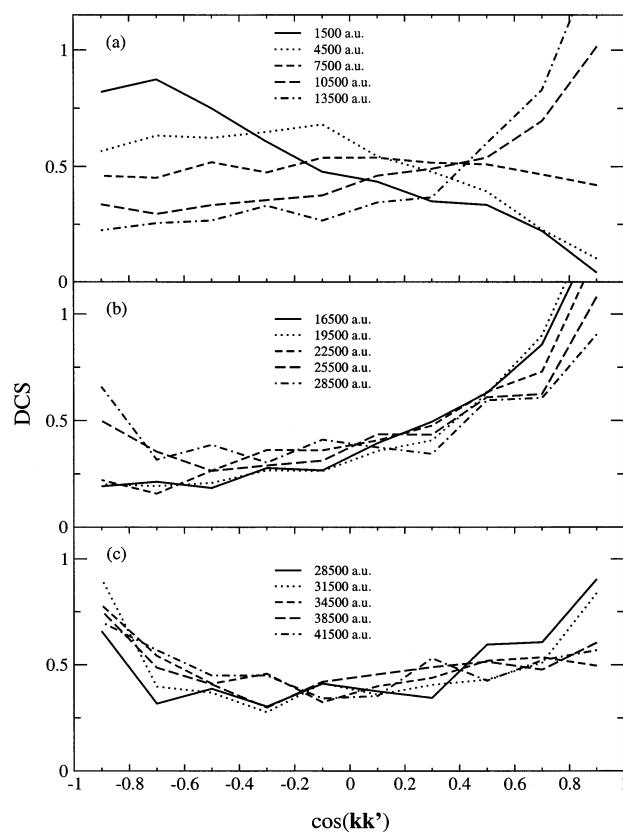 (a)
1500 a.u.
4500 a.u.
7500 a.u.
10500 a.u.
13500 a.u.
1
0.5
0
(b)
16500 a.u.
19500 a.u.
22500 a.u.
25500 a.u.
28500 a.u.
1
0.5
0
DCS
(c)
28500 a.u.
31500 a.u.
34500 a.u.
38500 a.u.
41500 a.u.
1
0.5
0
-1 -0.8 -0.6 -0.4 -0.2 0 0.2 0.4 0.6 0.8 1
cos(kk')